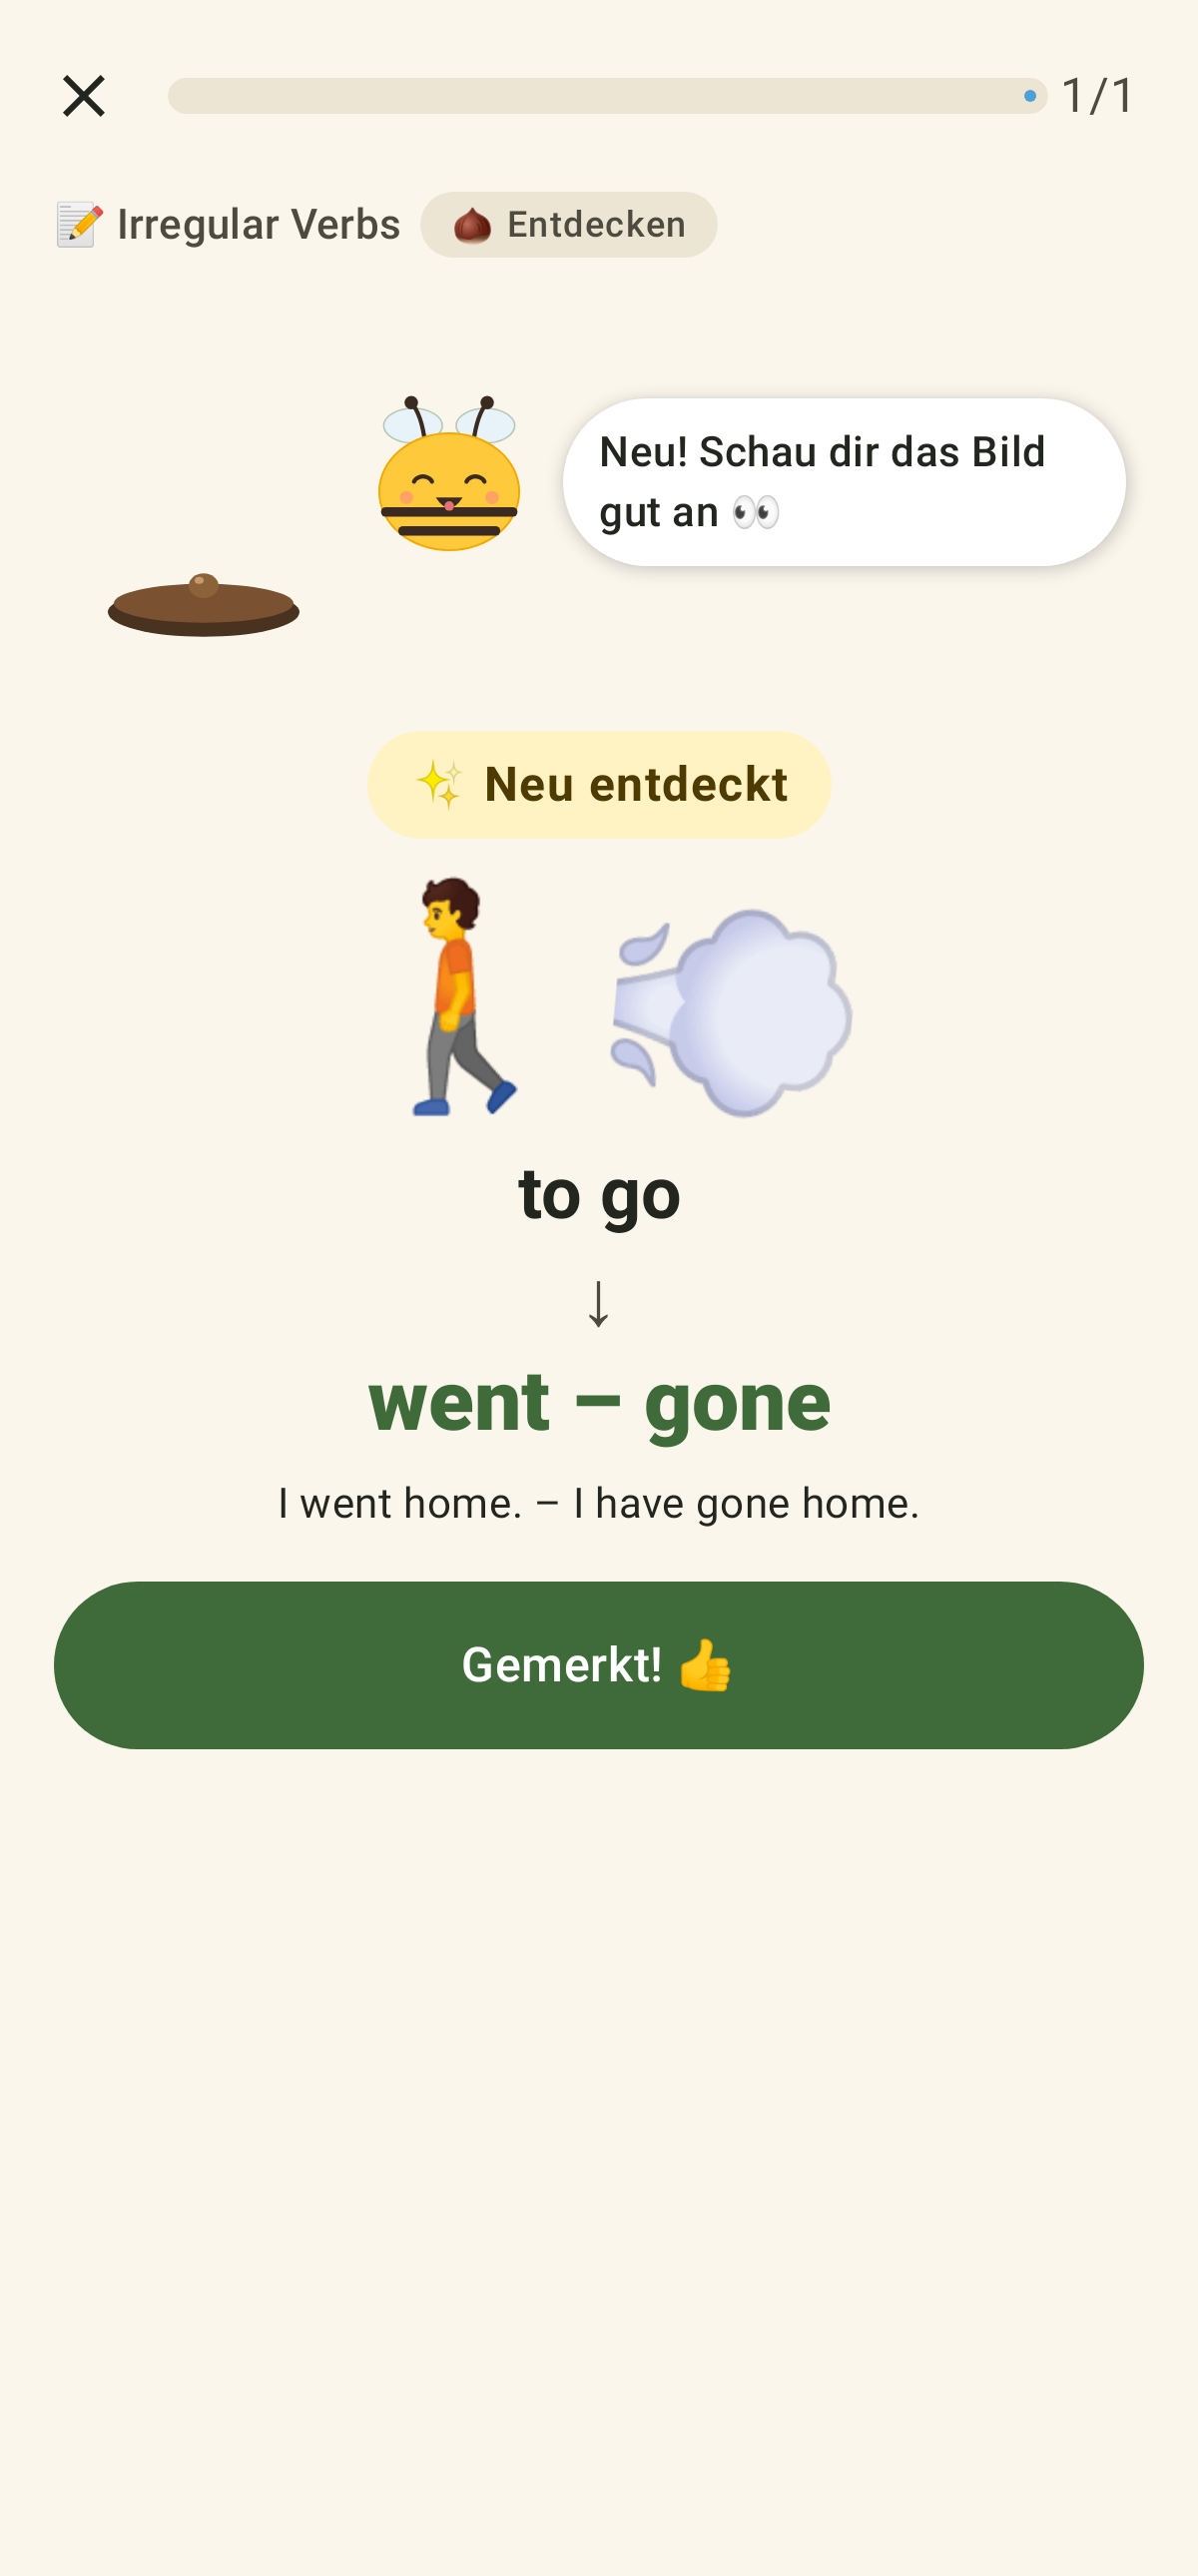 1/1
📝 Irregular Verbs
🌰 Entdecken
Neu! Schau dir das Bild
gut an 👀
✨ Neu entdeckt
to go
↓
went – gone
I went home. – I have gone home.
Gemerkt! 👍